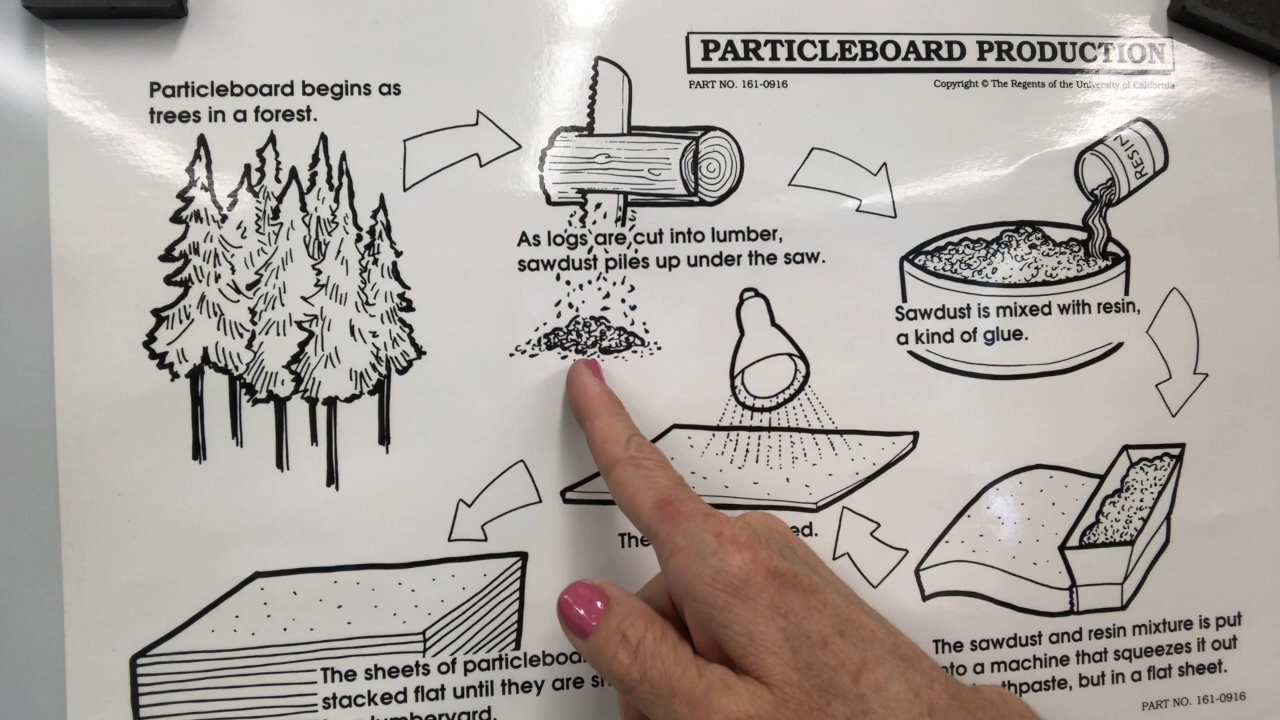 PARTICLEBOARD PRODUCTION
PART NO. 161-0916
Copyright © The Regents of the University of California
Particleboard begins as
trees in a forest.
As logs are cut into lumber,
sawdust piles up under the saw.
RESIN
Sawdust is mixed with resin,
a kind of glue.
The sawdust and resin mixture is put
into a machine that squeezes it out
toothpaste, but in a flat sheet.
PART NO. 161-0916
The
The sheets of particleboa
stacked flat until they are
lumberyard.